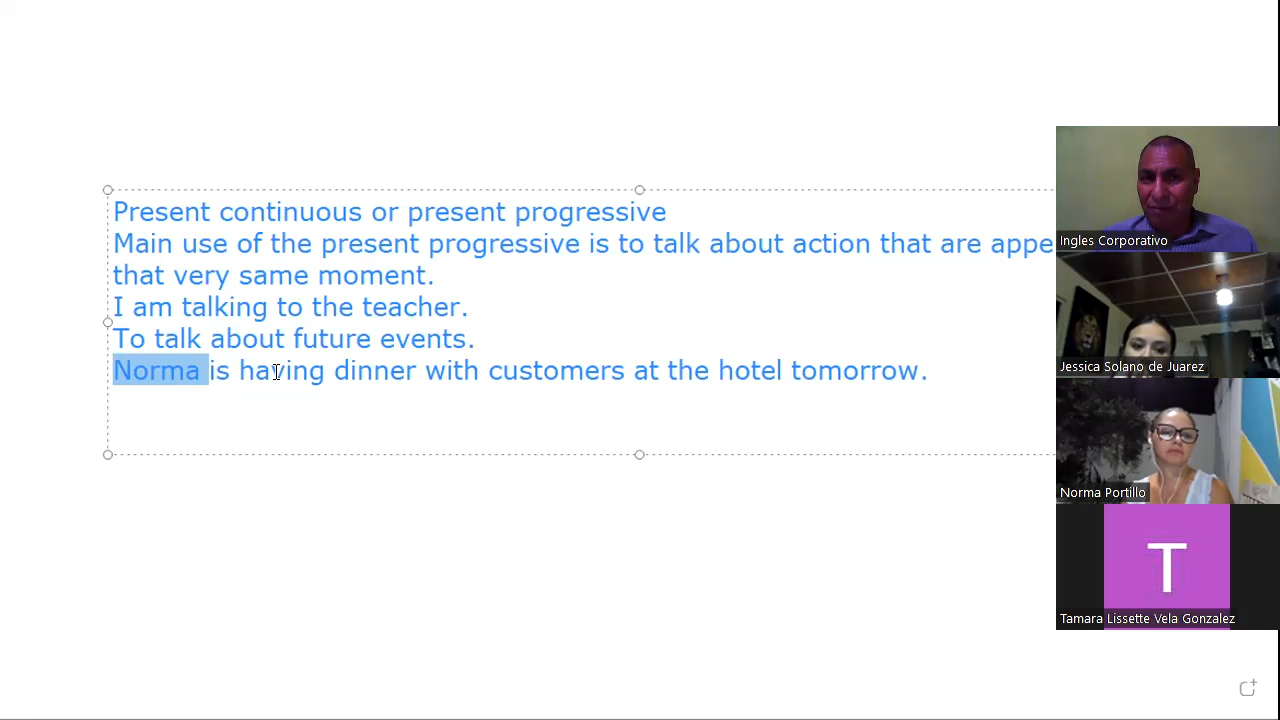 Present continuous or present progressive
Main use of the present progressive is to talk about action that are appe
that very same moment.
I am talking to the teacher.
To talk about future events.
Norma is having dinner with customers at the hotel tomorrow.
Ingles Corporativo
Jessica Solano de Juarez
Norma Portillo
T
Tamara Lissette Vela Gonzalez